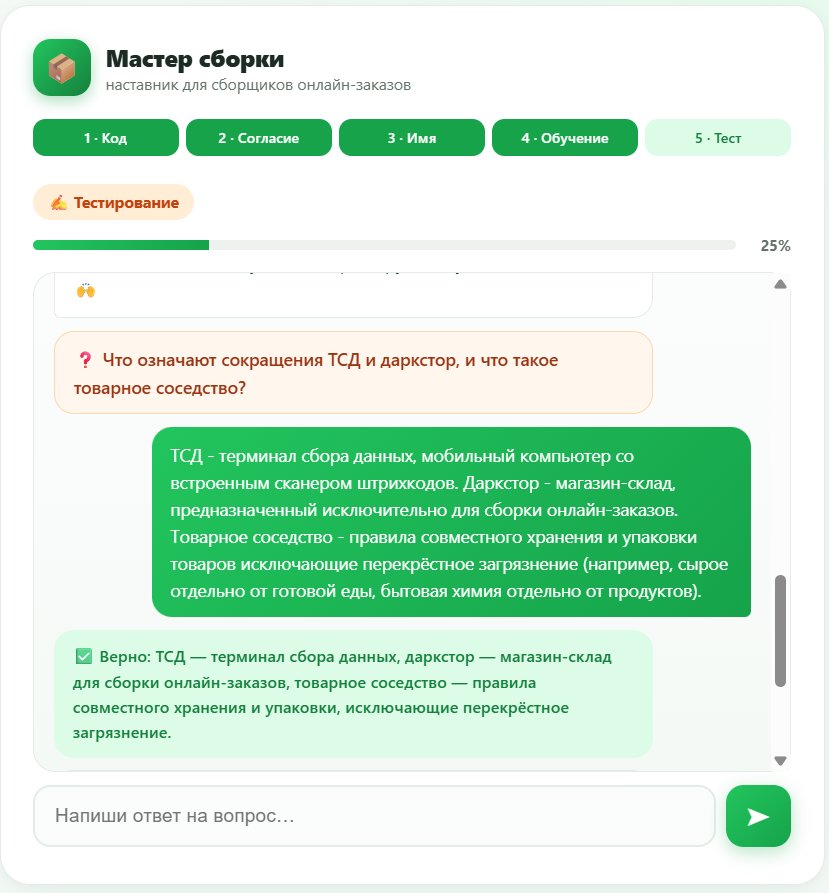 Мастер сборки
наставник для сборщиков онлайн-заказов
1 · Код
2 · Согласие
3 · Имя
4 · Обучение
5 · Тест
✍️ Тестирование
25%
🙌
❓ Что означают сокращения ТСД и даркстор, и что такое
товарное соседство?
ТСД - терминал сбора данных, мобильный компьютер со
встроенным сканером штрихкодов. Даркстор - магазин-склад,
предназначенный исключительно для сборки онлайн-заказов.
Товарное соседство - правила совместного хранения и упаковки
товаров исключающие перекрёстное загрязнение (например, сырое
отдельно от готовой еды, бытовая химия отдельно от продуктов).
✅ Верно: ТСД — терминал сбора данных, даркстор — магазин-склад
для сборки онлайн-заказов, товарное соседство — правила
совместного хранения и упаковки, исключающие перекрёстное
загрязнение.
Напиши ответ на вопрос...